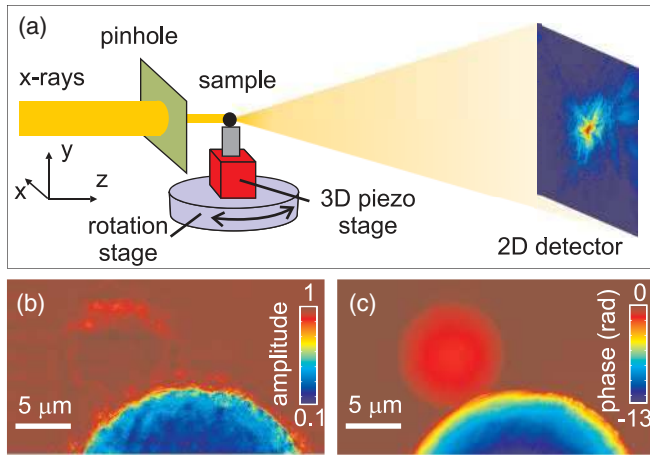 (a)
pinhole
x-rays
sample
y
x
z
rotation
stage
3D piezo
stage
2D detector
(b)
1
amplitude
0.1
5 μm
(c)
0
phase (rad)
-13
5 μm